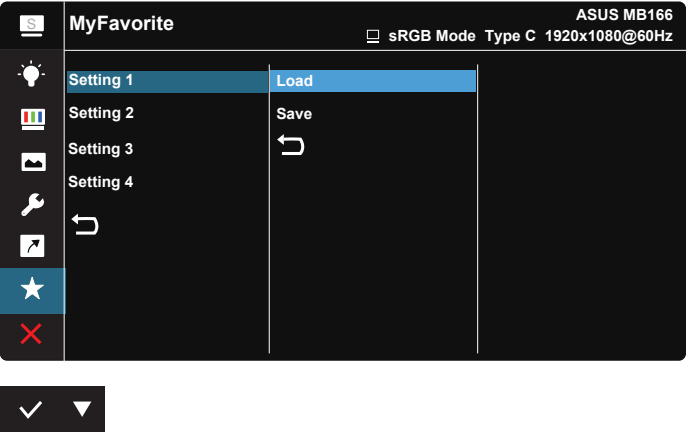 S
MyFavorite
ASUS MB166
sRGB Mode Type C 1920x1080@60Hz
Setting 1
Load
Setting 2
Save
Setting 3
Setting 4